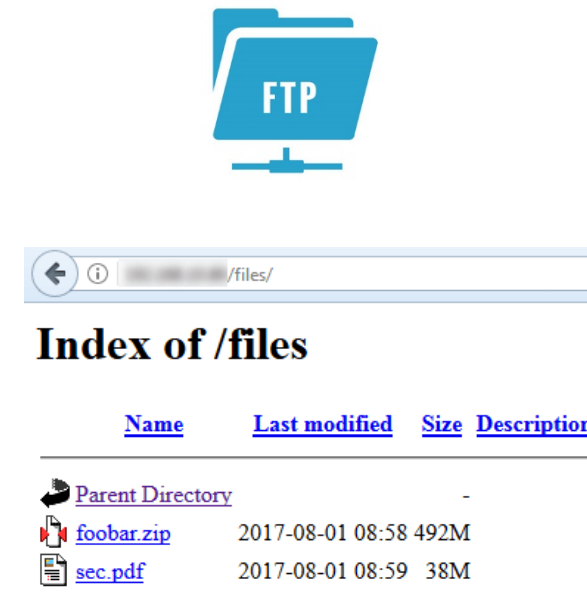 FTP
/files/
Index of /files
Name Last modified Size Description
Parent Directory -
foobar.zip 2017-08-01 08:58 492M
sec.pdf 2017-08-01 08:59 38M